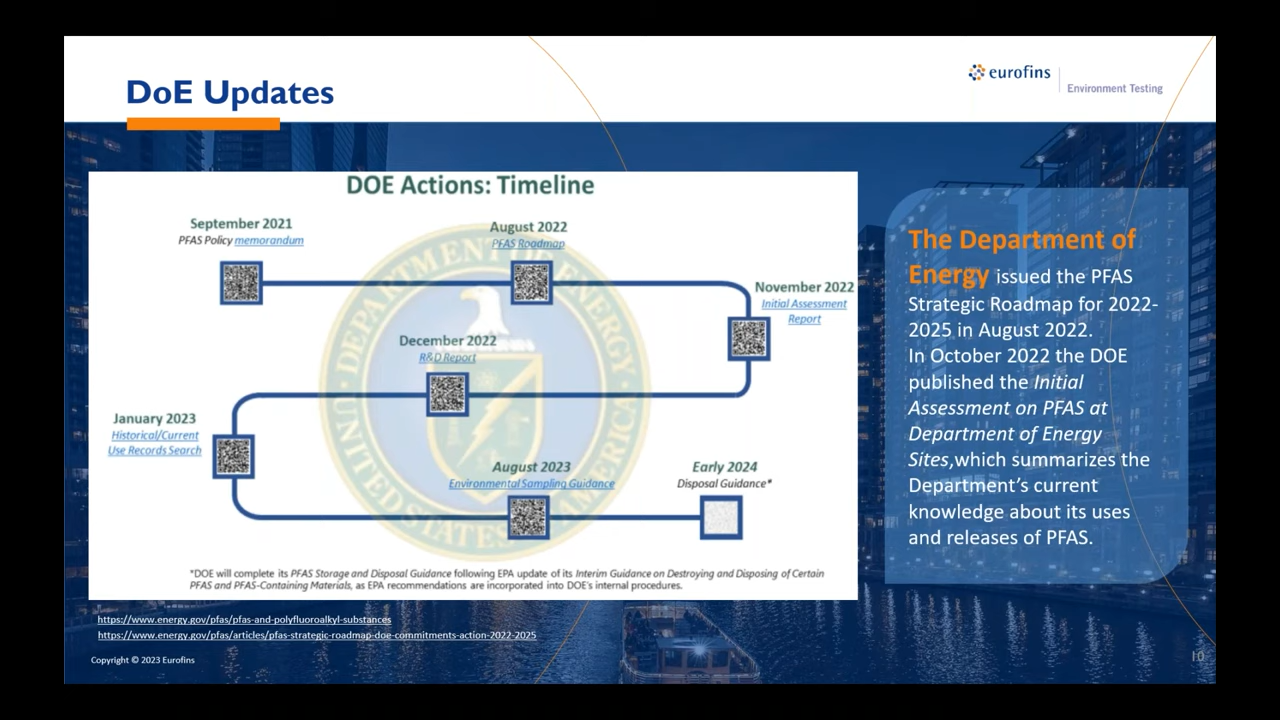 DoE Updates
eurofins
Environment Testing
DOE Actions: Timeline
September 2021
PFAS Policy memorandum
August 2022
PFAS Roadmap
November 2022
Initial Assessment
Report
December 2022
R&D Report
January 2023
Historical/Current
Use Records Search
August 2023
Environmental Sampling Guidance
Early 2024
Disposal Guidance*
DEPARTMENT OF ENERGY
UNITED STATES OF AMERICA
*DOE will complete its PFAS Storage and Disposal Guidance following EPA update of its Interim Guidance on Destroying and Disposing of Certain
PFAS and PFAS-Containing Materials, as EPA recommendations are incorporated into DOE's internal procedures.
The Department of
Energy issued the PFAS
Strategic Roadmap for 2022-
2025 in August 2022.
In October 2022 the DOE
published the Initial
Assessment on PFAS at
Department of Energy
Sites,which summarizes the
Department's current
knowledge about its uses
and releases of PFAS.
https://www.energy.gov/pfas/pfas-and-polyfluoroalkyl-substances
https://www.energy.gov/pfas/articles/pfas-strategic-roadmap-doe-commitments-action-2022-2025
Copyright © 2023 Eurofins
10